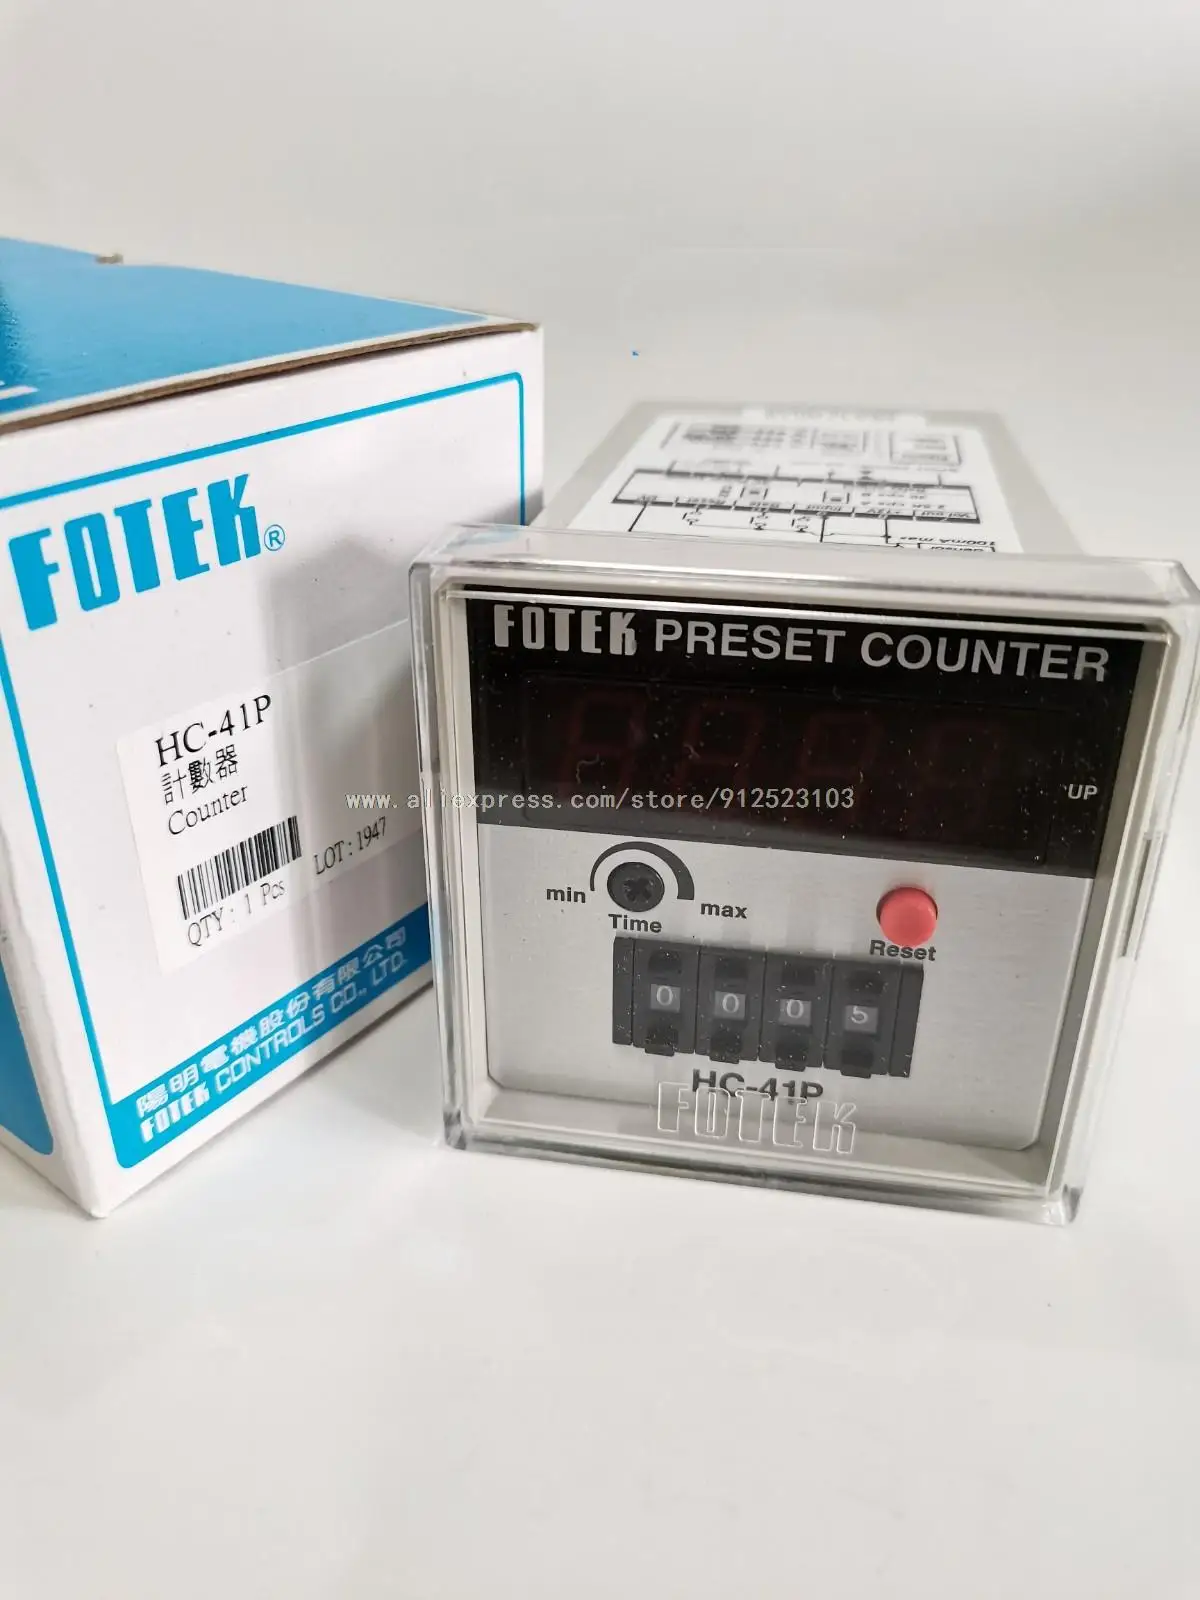 FOTEK®
HC-41P
計數器
Counter
QTY : 1 Pcs
LOT : 1947
陽明電機股份有限公司
FOTEK CONTROLS CO., LTD.
100mA max
FOTEK PRESET COUNTER
UP
www.aliexpress.com/store/912523103
min
max
Time
Reset
0 0 0 5
HC-41P
FOTEK